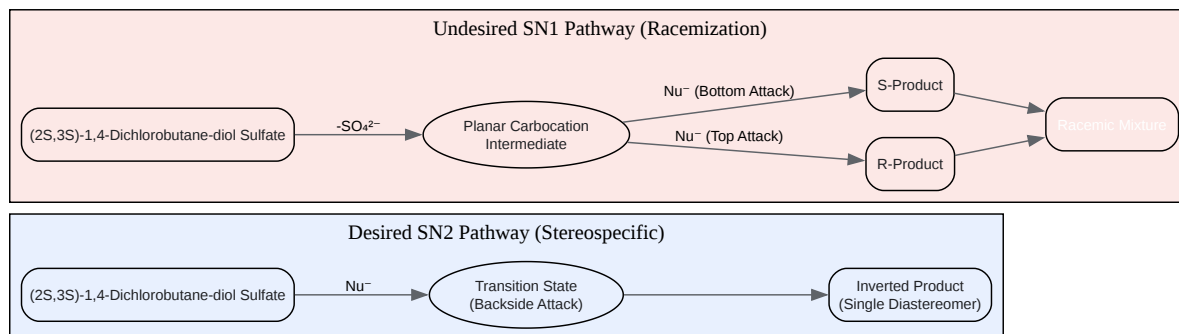 Undesired SN1 Pathway (Racemization)
(2S,3S)-1,4-Dichlorobutane-diol Sulfate
-SO₄²⁻
Planar Carbocation
Intermediate
Nu⁻ (Bottom Attack)
Nu⁻ (Top Attack)
S-Product
R-Product
Racemic Mixture
Desired SN2 Pathway (Stereospecific)
(2S,3S)-1,4-Dichlorobutane-diol Sulfate
Nu⁻
Transition State
(Backside Attack)
Inverted Product
(Single Diastereomer)